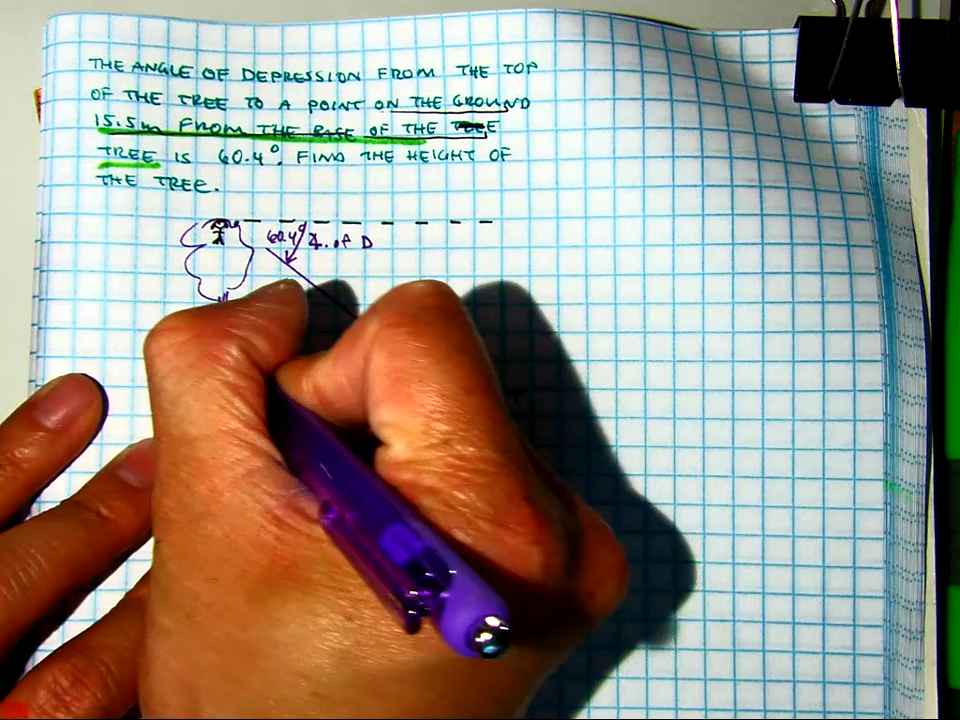 THE ANGLE OF DEPRESSION FROM THE TOP
OF THE TREE TO A POINT ON THE GROUND
15.5m FROM THE BASE OF THE
TREE IS 60.4°. FIND THE HEIGHT OF
THE TREE.
60.4° ∠. of D